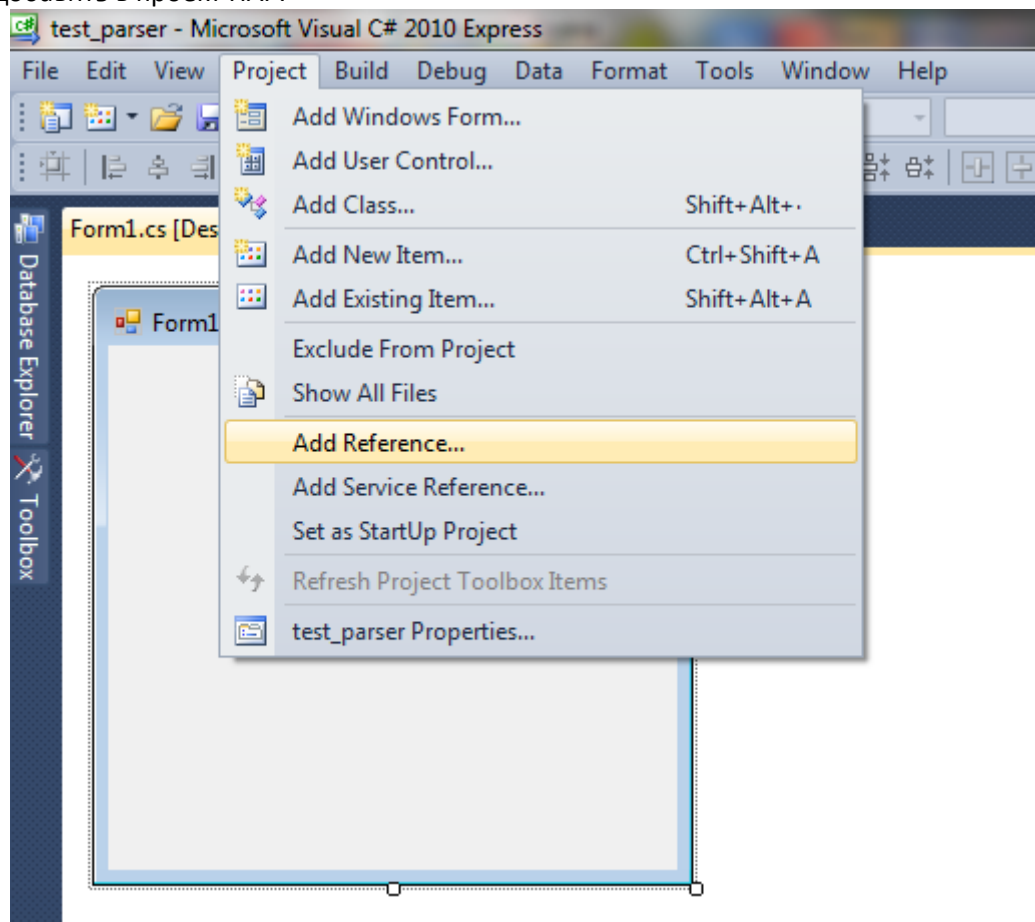 добавить в проект HAP:
test_parser - Microsoft Visual C# 2010 Express
File Edit View Project Build Debug Data Format Tools Window Help
Add Windows Form...
Add User Control...
Add Class... Shift+Alt+·
Form1.cs [Des
Add New Item... Ctrl+Shift+A
Add Existing Item... Shift+Alt+A
Form1
Exclude From Project
Show All Files
Add Reference...
Add Service Reference...
Set as StartUp Project
Refresh Project Toolbox Items
test_parser Properties...
Database Explorer
Toolbox